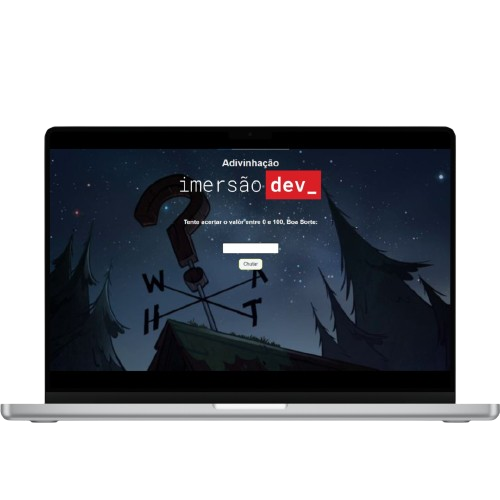 Adivinhação
imersão dev_
Tente acertar o valor entre 0 e 100, Boa Sorte:
Chutar
W A
H T